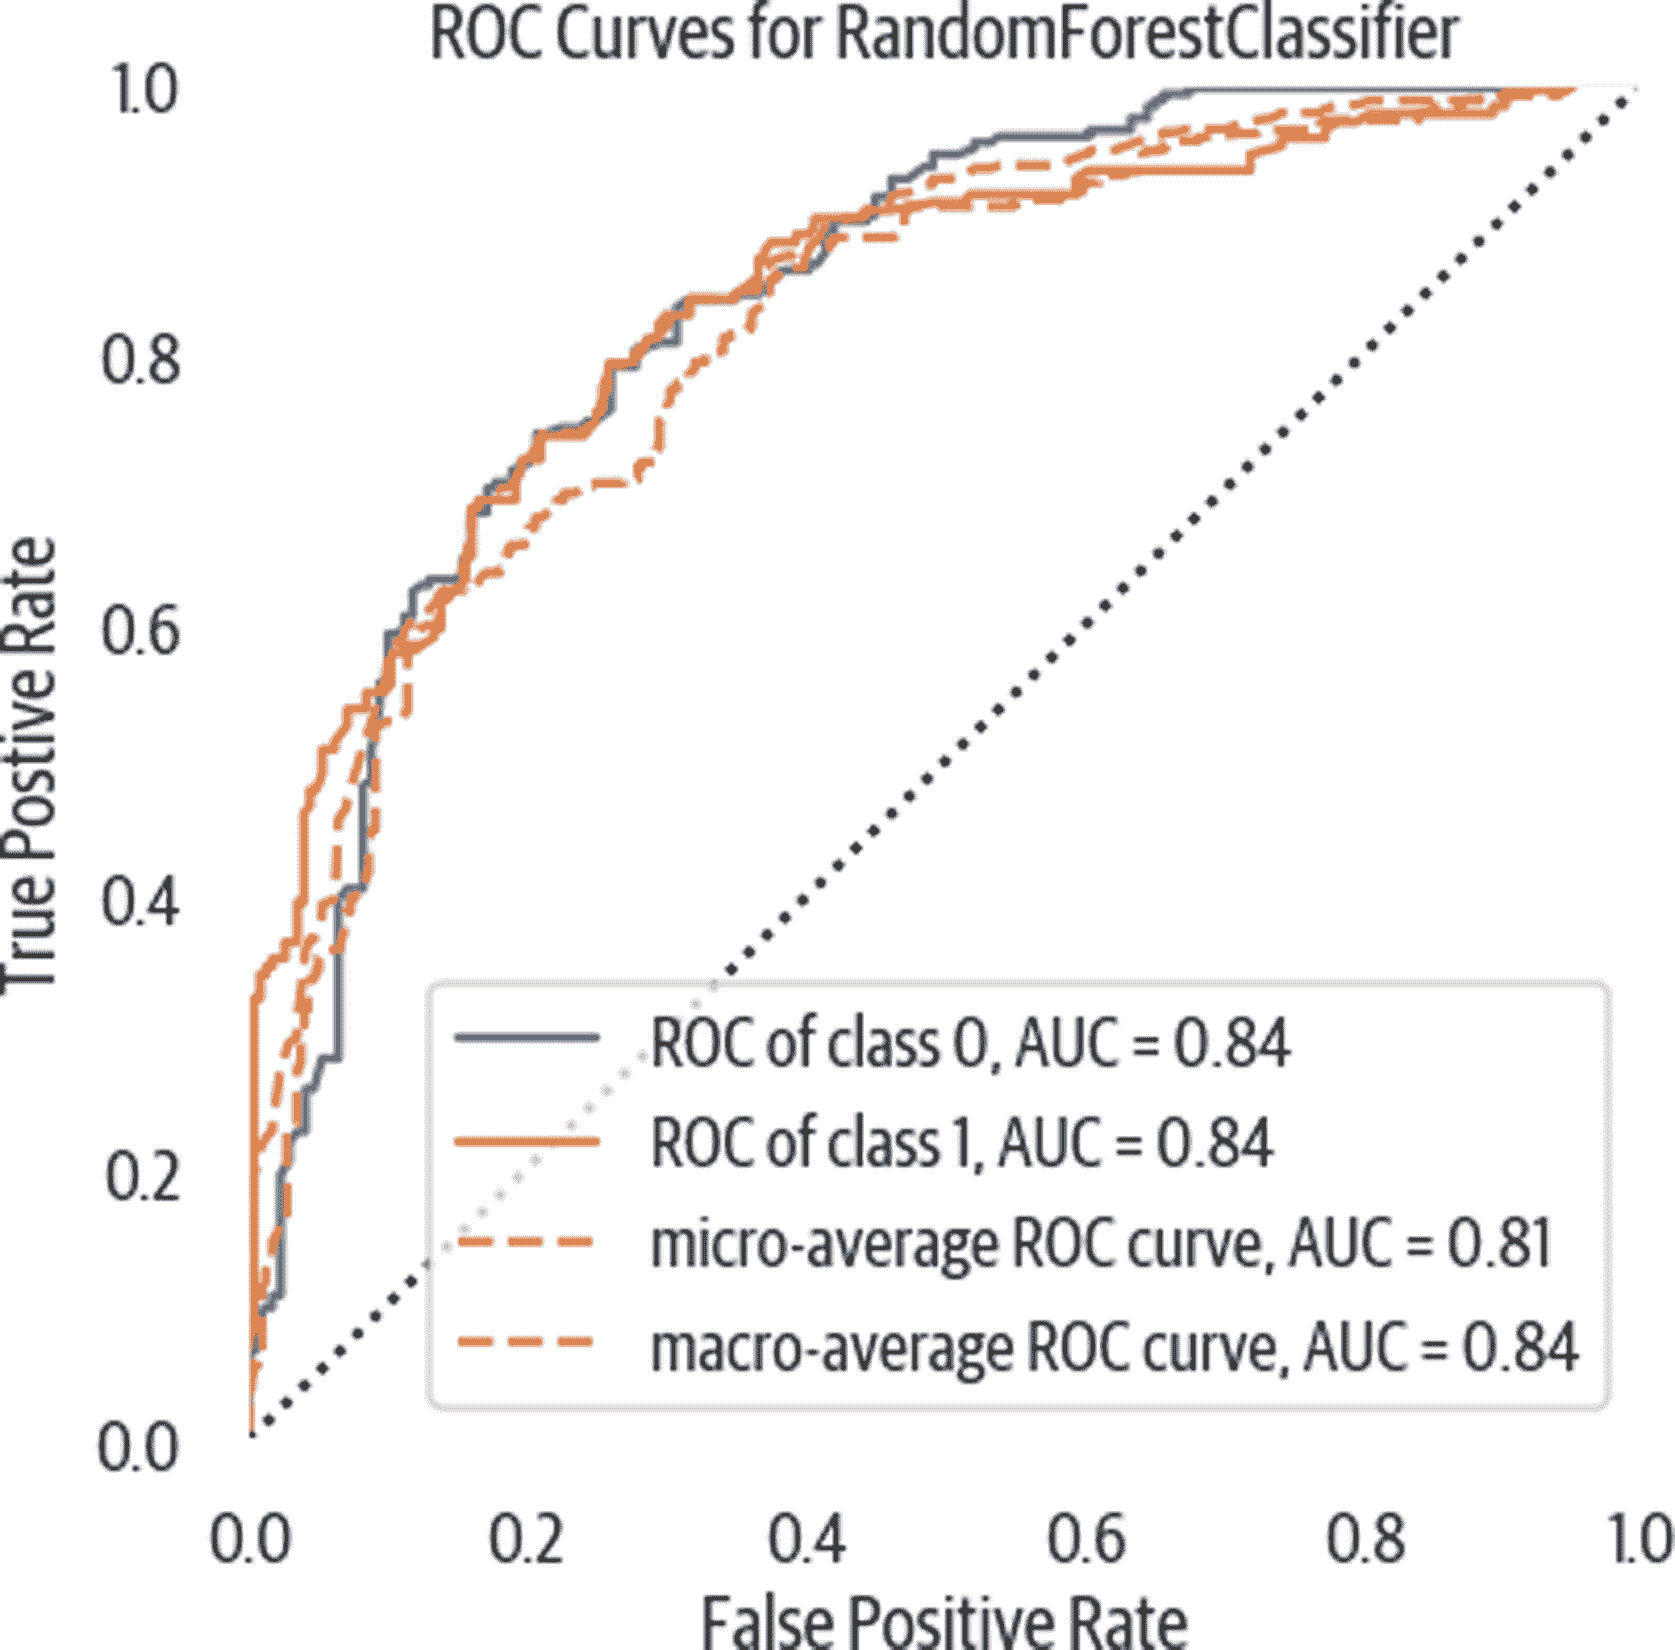 ROC Curves for RandomForestClassifier
1.0
0.8
0.6
0.4
0.2
0.0
True Postive Rate
ROC of class 0, AUC = 0.84
ROC of class 1, AUC = 0.84
micro-average ROC curve, AUC = 0.81
macro-average ROC curve, AUC = 0.84
0.0 0.2 0.4 0.6 0.8 1.0
False Positive Rate